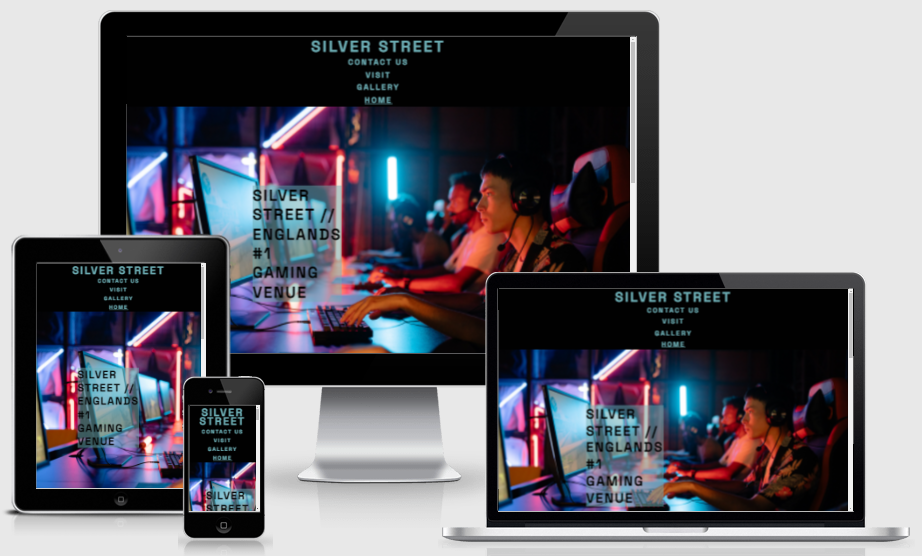 SILVER STREET
CONTACT US
VISIT
GALLERY
HOME
SILVER
STREET //
ENGLANDS
#1
GAMING
VENUE
SILVER STREET
CONTACT US
VISIT
GALLERY
HOME
SILVER
STREET //
ENGLANDS
#1
GAMING
VENUE
SILVER
STREET
CONTACT US
VISIT
GALLERY
HOME
SILVER
STREET //
SILVER STREET
CONTACT US
VISIT
GALLERY
HOME
SILVER
STREET //
ENGLANDS
#1
GAMING
VENUE